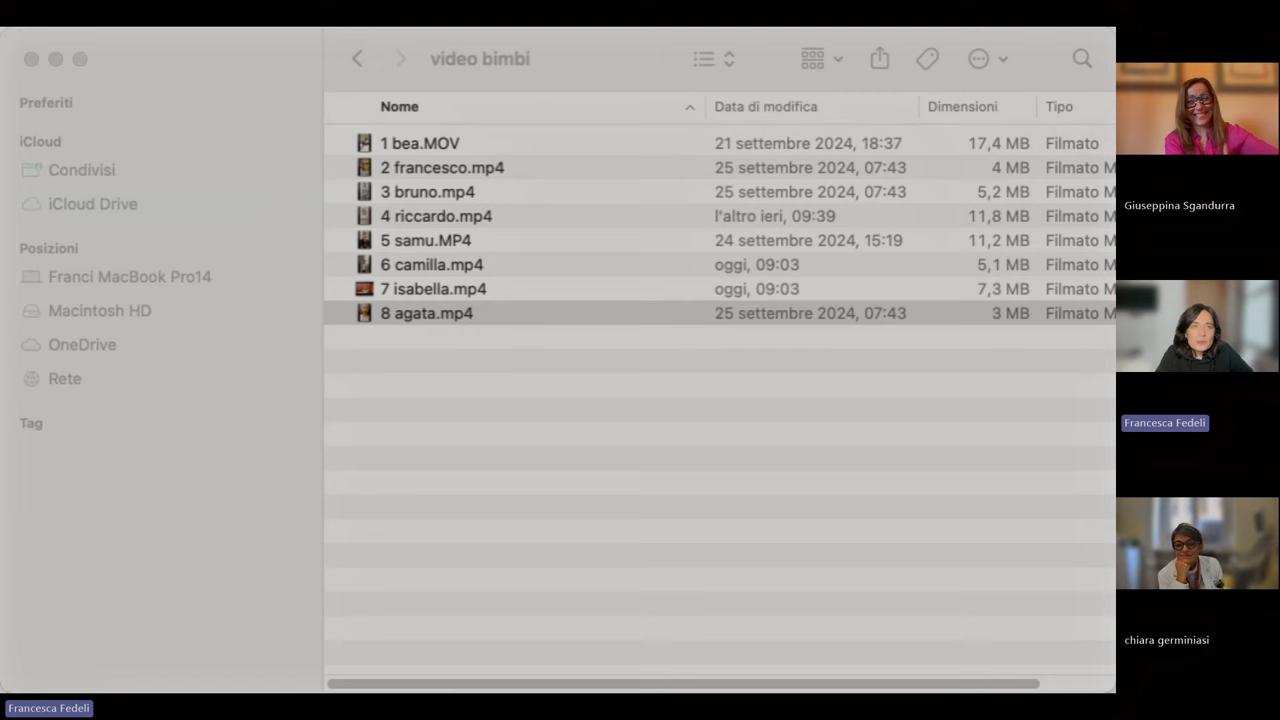 video bimbi
Preferiti
iCloud
Condivisi
iCloud Drive
Posizioni
Franci MacBook Pro14
Macintosh HD
OneDrive
Rete
Tag
Nome Data di modifica Dimensioni Tipo
1 bea.MOV 21 settembre 2024, 18:37 17,4 MB Filmato
2 francesco.mp4 25 settembre 2024, 07:43 4 MB Filmato M
3 bruno.mp4 25 settembre 2024, 07:43 5,2 MB Filmato M
4 riccardo.mp4 l'altro ieri, 09:39 11,8 MB Filmato M
5 samu.MP4 24 settembre 2024, 15:19 11,2 MB Filmato M
6 camilla.mp4 oggi, 09:03 5,1 MB Filmato M
7 isabella.mp4 oggi, 09:03 7,3 MB Filmato M
8 agata.mp4 25 settembre 2024, 07:43 3 MB Filmato M
Giuseppina Sgandurra
Francesca Fedeli
chiara germiniasi
Francesca Fedeli